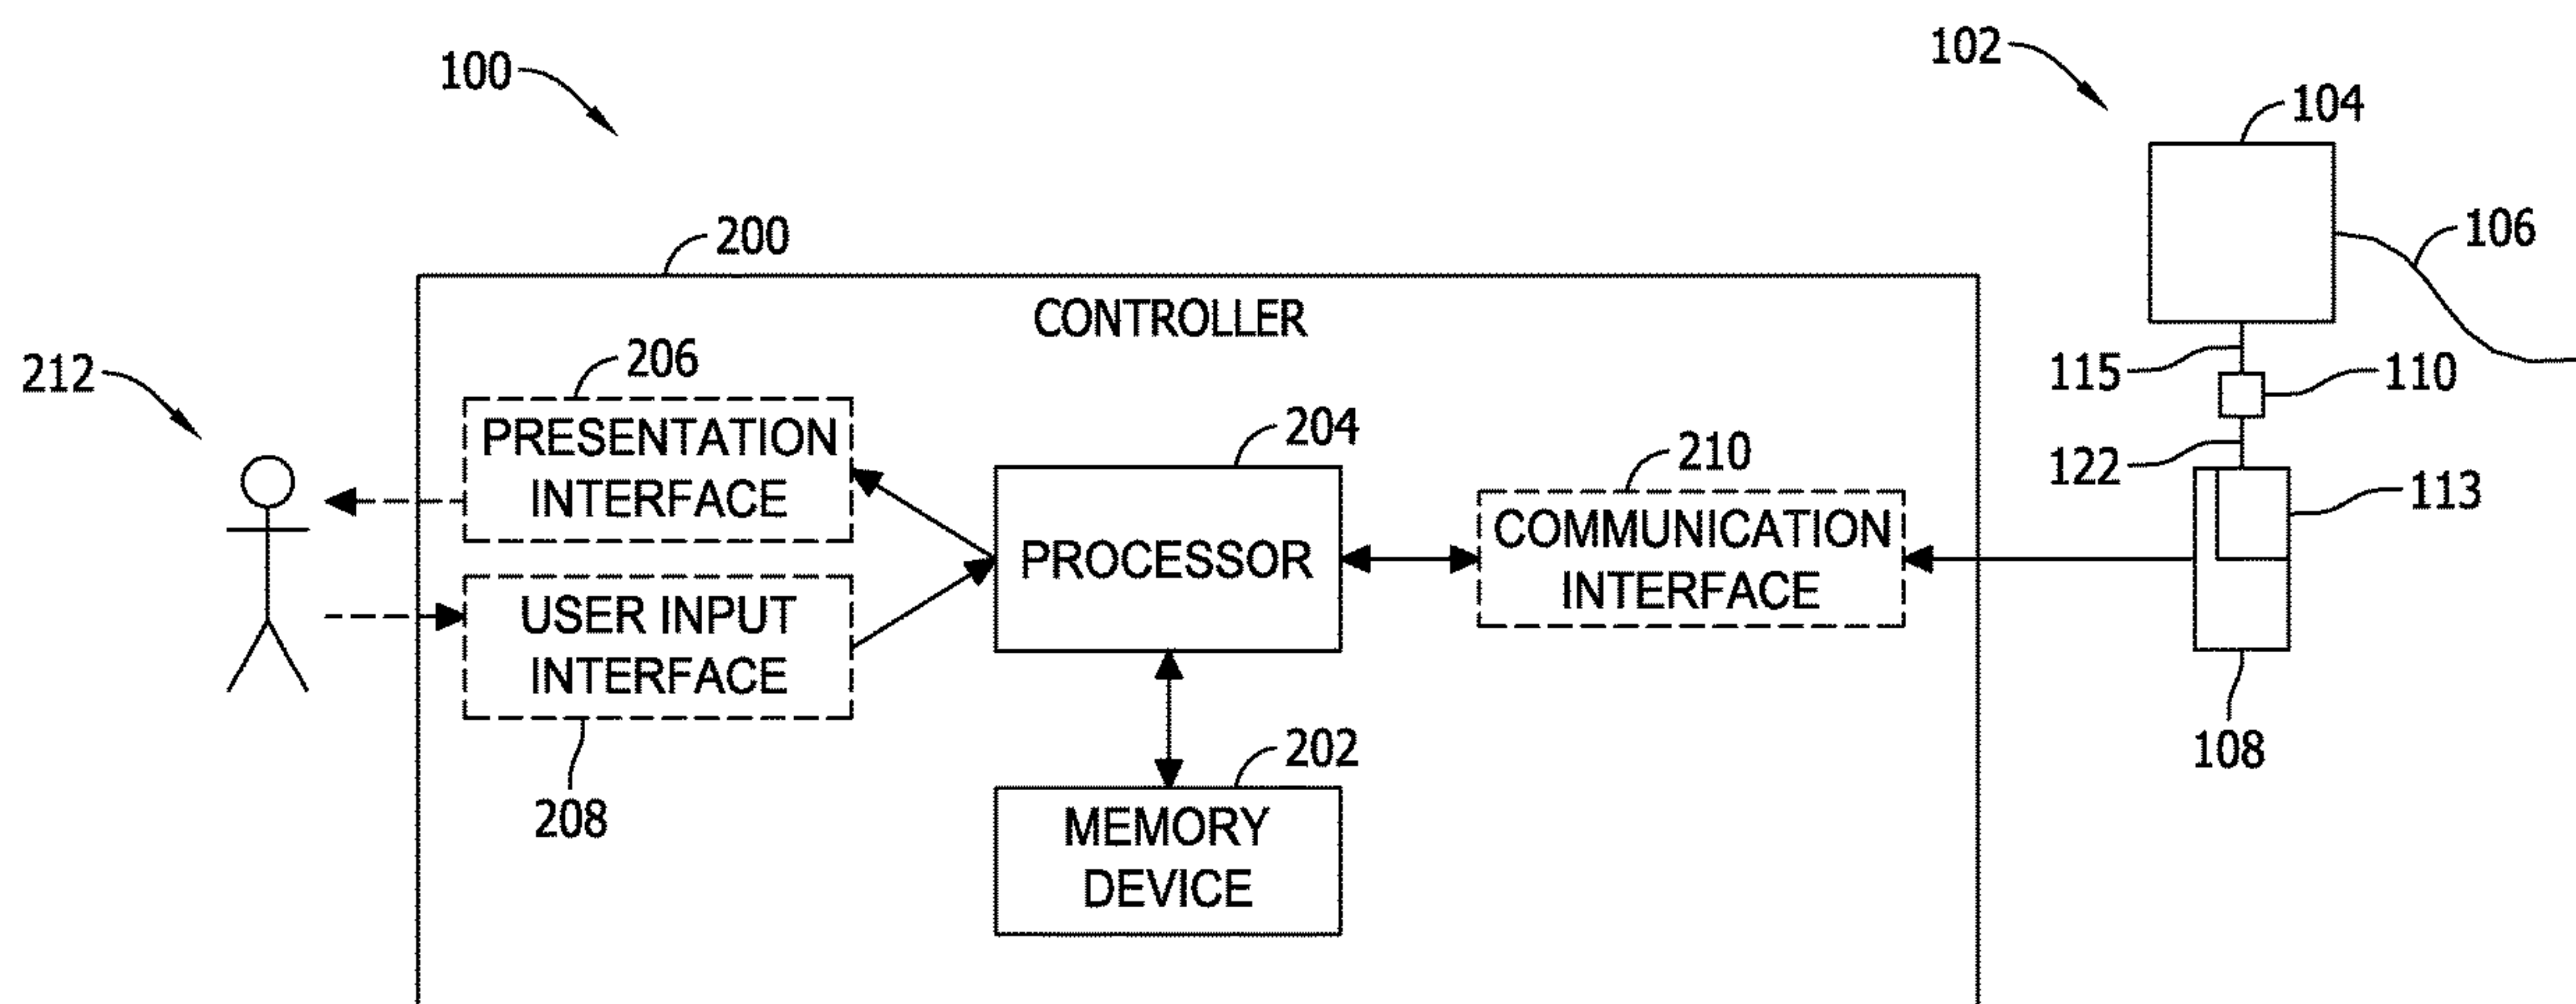 100
102
104
200
106
CONTROLLER
206
115
110
212
PRESENTATION
INTERFACE
204
210
122
113
COMMUNICATION
INTERFACE
PROCESSOR
USER INPUT
INTERFACE
202
108
208
MEMORY
DEVICE